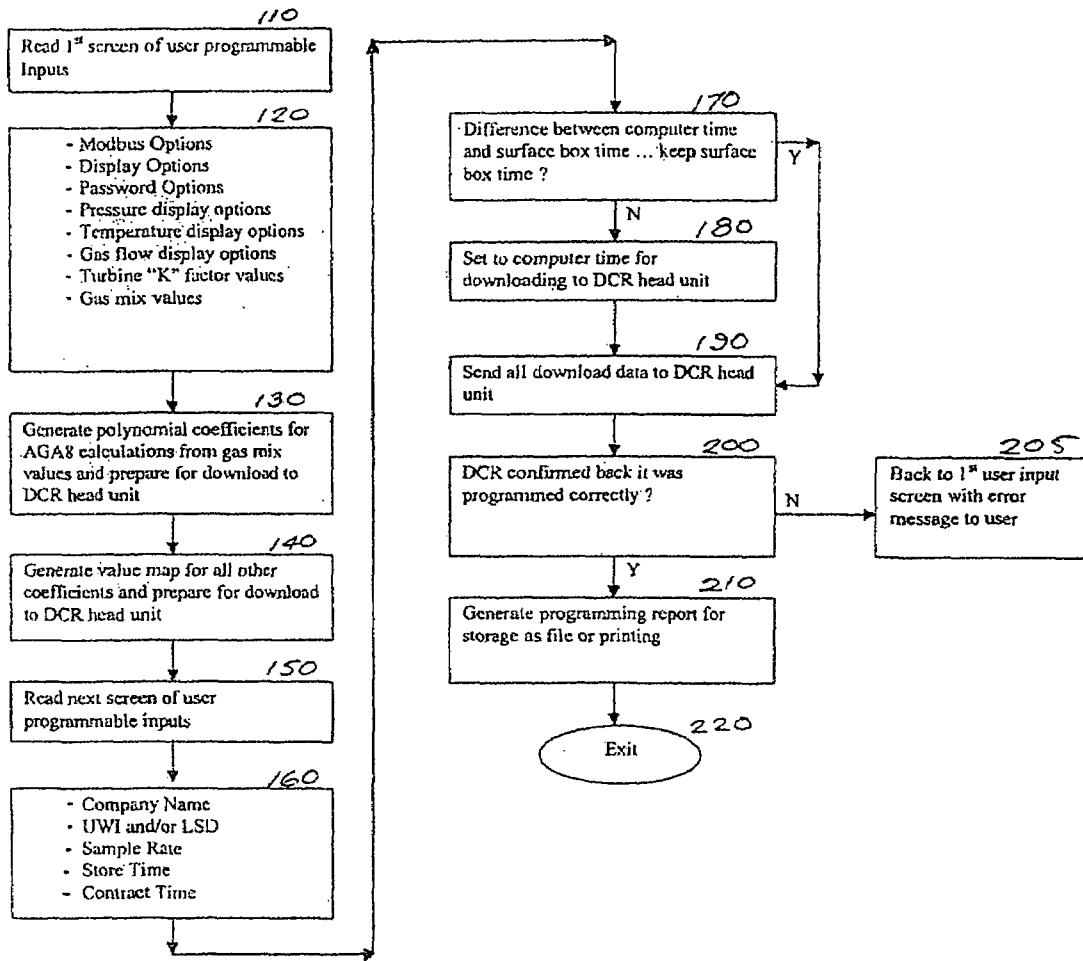 110
Read 1st screen of user programmable
Inputs
120
- Modbus Options
- Display Options
- Password Options
- Pressure display options
- Temperature display options
- Gas flow display options
- Turbine "K" factor values
- Gas mix values
130
Generate polynomial coefficients for
AGA8 calculations from gas mix
values and prepare for download to
DCR head unit
140
Generate value map for all other
coefficients and prepare for download
to DCR head unit
150
Read next screen of user
programmable inputs
160
- Company Name
- UWI and/or LSD
- Sample Rate
- Store Time
- Contract Time
170
Difference between computer time
and surface box time ... keep surface
box time ?
Y
N
180
Set to computer time for
downloading to DCR head unit
190
Send all download data to DCR head
unit
200
DCR confirmed back it was
programmed correctly ?
N
205
Back to 1st user input
screen with error
message to user
Y
210
Generate programming report for
storage as file or printing
220
Exit